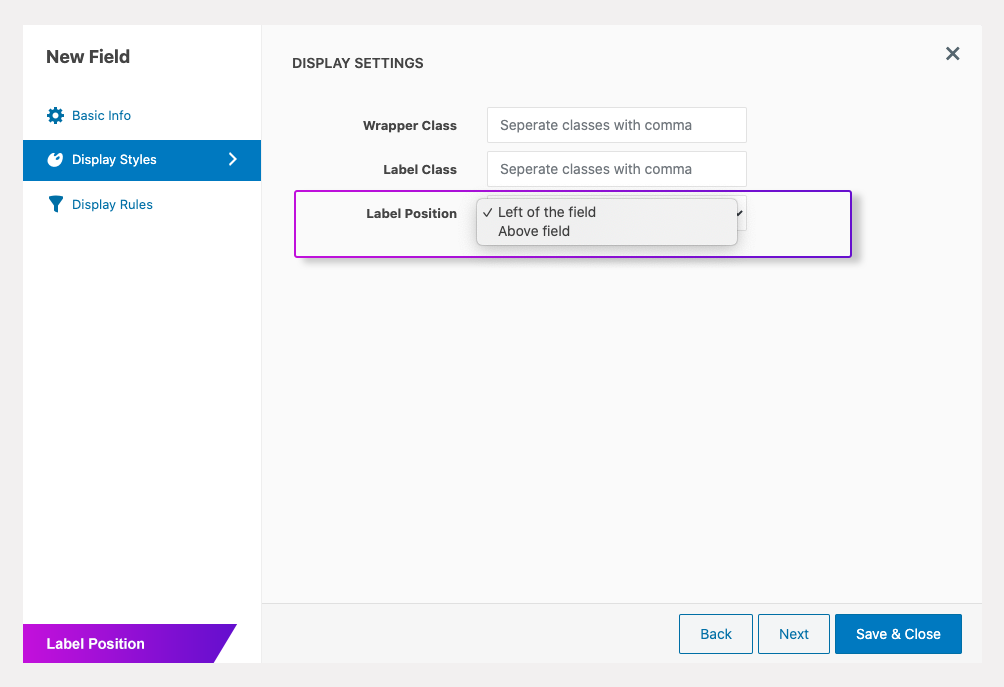 New Field
Basic Info
Display Styles
Display Rules
DISPLAY SETTINGS
Wrapper Class
Seperate classes with comma
Label Class
Seperate classes with comma
Label Position
✓ Left of the field
Above field
Label Position
Back
Next
Save & Close